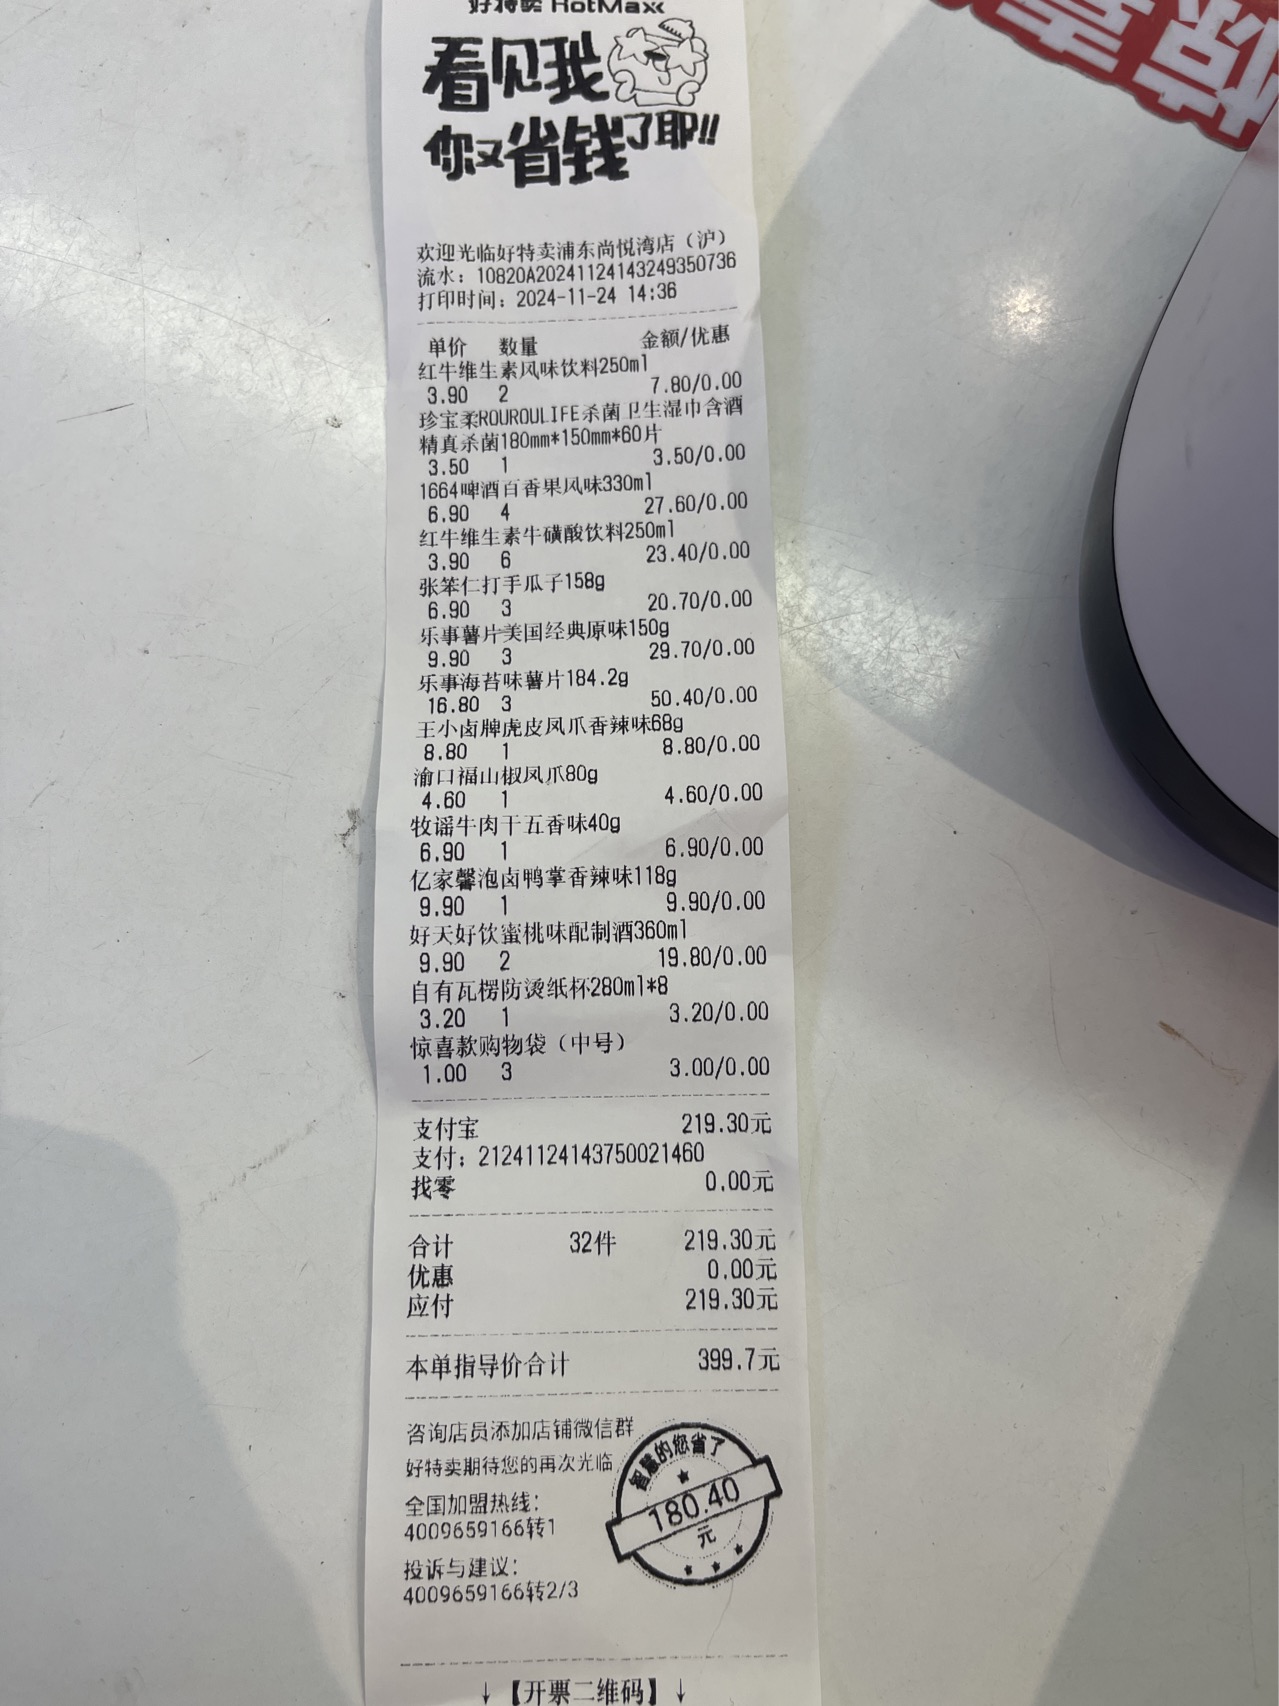 好特卖 HotMaxx
看见我
你又省钱了耶!!
欢迎光临好特卖浦东尚悦湾店（沪）
流水：10820A20241124143249350736
打印时间：2024-11-24 14:36
单价 数量 金额/优惠
红牛维生素风味饮料250ml
3.90 2 7.80/0.00
珍宝柔ROUROULIFE杀菌卫生湿巾含酒
精真杀菌180mm*150mm*60片
3.50 1 3.50/0.00
1664啤酒百香果风味330ml
6.90 4 27.60/0.00
红牛维生素牛磺酸饮料250ml
3.90 6 23.40/0.00
张笨仁打手瓜子158g
6.90 3 20.70/0.00
乐事薯片美国经典原味150g
9.90 3 29.70/0.00
乐事海苔味薯片184.2g
16.80 3 50.40/0.00
王小卤牌虎皮凤爪香辣味68g
8.80 1 8.80/0.00
渝口福山椒凤爪80g
4.60 1 4.60/0.00
牧谣牛肉干五香味40g
6.90 1 6.90/0.00
亿家馨泡卤鸭掌香辣味118g
9.90 1 9.90/0.00
好天好饮蜜桃味配制酒360ml
9.90 2 19.80/0.00
自有瓦楞防烫纸杯280ml*8
3.20 1 3.20/0.00
惊喜款购物袋（中号）
1.00 3 3.00/0.00
支付宝 219.30元
支付：21241124143750021460
找零 0.00元
合计 32件 219.30元
优惠 0.00元
应付 219.30元
本单指导价合计 399.7元
咨询店员添加店铺微信群
好特卖期待您的再次光临
全国加盟热线：
4009659166转1
投诉与建议：
4009659166转2/3
智慧的您省了
180.40
元
↓【开票二维码】↓
惊喜